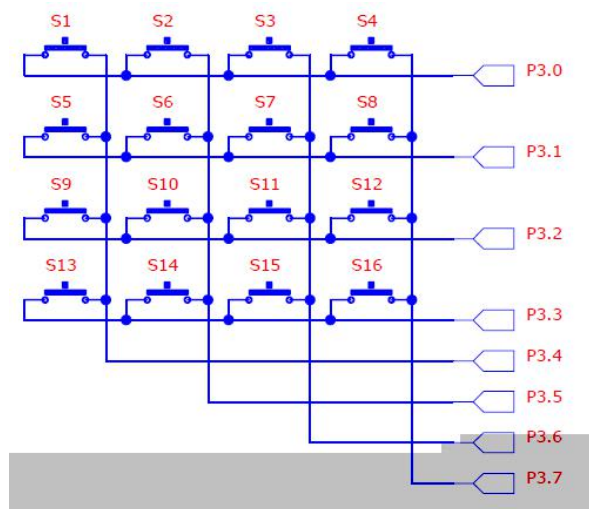 S1 S2 S3 S4
P3.0
S5 S6 S7 S8
P3.1
S9 S10 S11 S12
P3.2
S13 S14 S15 S16
P3.3
P3.4
P3.5
P3.6
P3.7